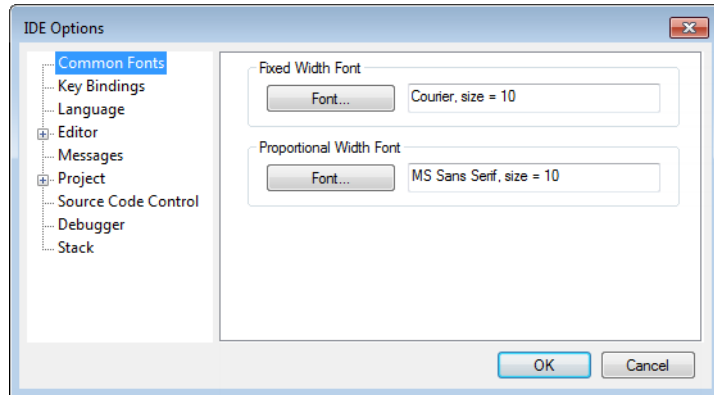 IDE Options
Common Fonts
Key Bindings
Language
Editor
Messages
Project
Source Code Control
Debugger
Stack
Fixed Width Font
Font...
Courier, size = 10
Proportional Width Font
Font...
MS Sans Serif, size = 10
OK
Cancel